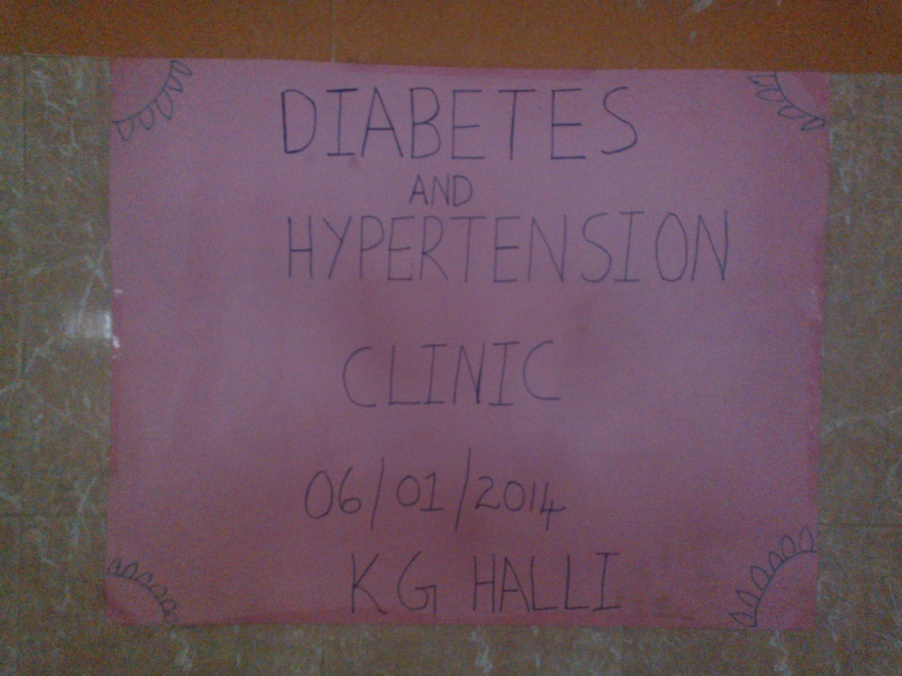 DIABETES
AND
HYPERTENSION
CLINIC
06/01/2014
KG HALLI